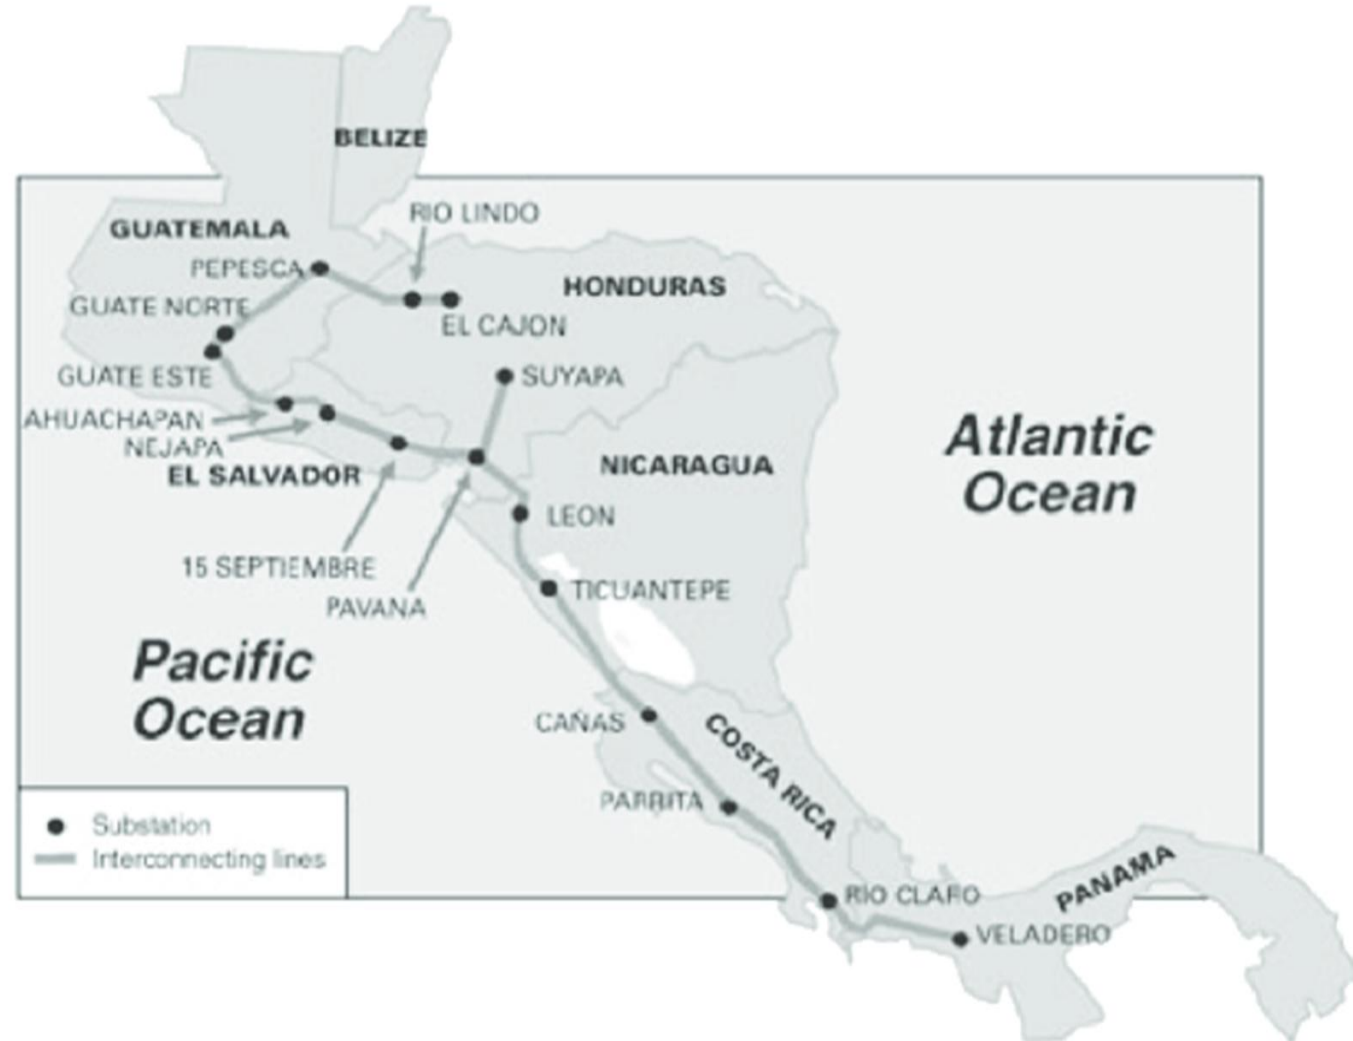 BELIZE
RIO LINDO
GUATEMALA
PEPESCA
HONDURAS
GUATE NORTE
EL CAJON
GUATE ESTE
SUYAPA
AHUACHAPAN
NEJAPA
EL SALVADOR
NICARAGUA
Atlantic
Ocean
LEON
15 SEPTIEMBRE
TICUANTEPE
PAVANA
Pacific
Ocean
CAÑAS
COSTA RICA
PARRITA
Substation
Interconnecting lines
RIO CLARO
PANAMA
VELADERO